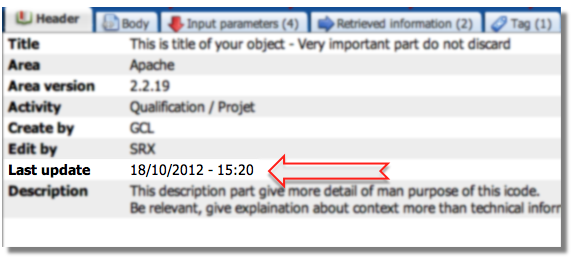 Header Body Input parameters (4) Retrieved information (2) Tag (1)
Title This is title of your object - Very important part do not discard
Area Apache
Area version 2.2.19
Activity Qualification / Projet
Create by GCL
Edit by SRX
Last update 18/10/2012 - 15:20
Description This description part give more detail of man purpose of this icode.
Be relevant, give explaination about context more than technical inforr